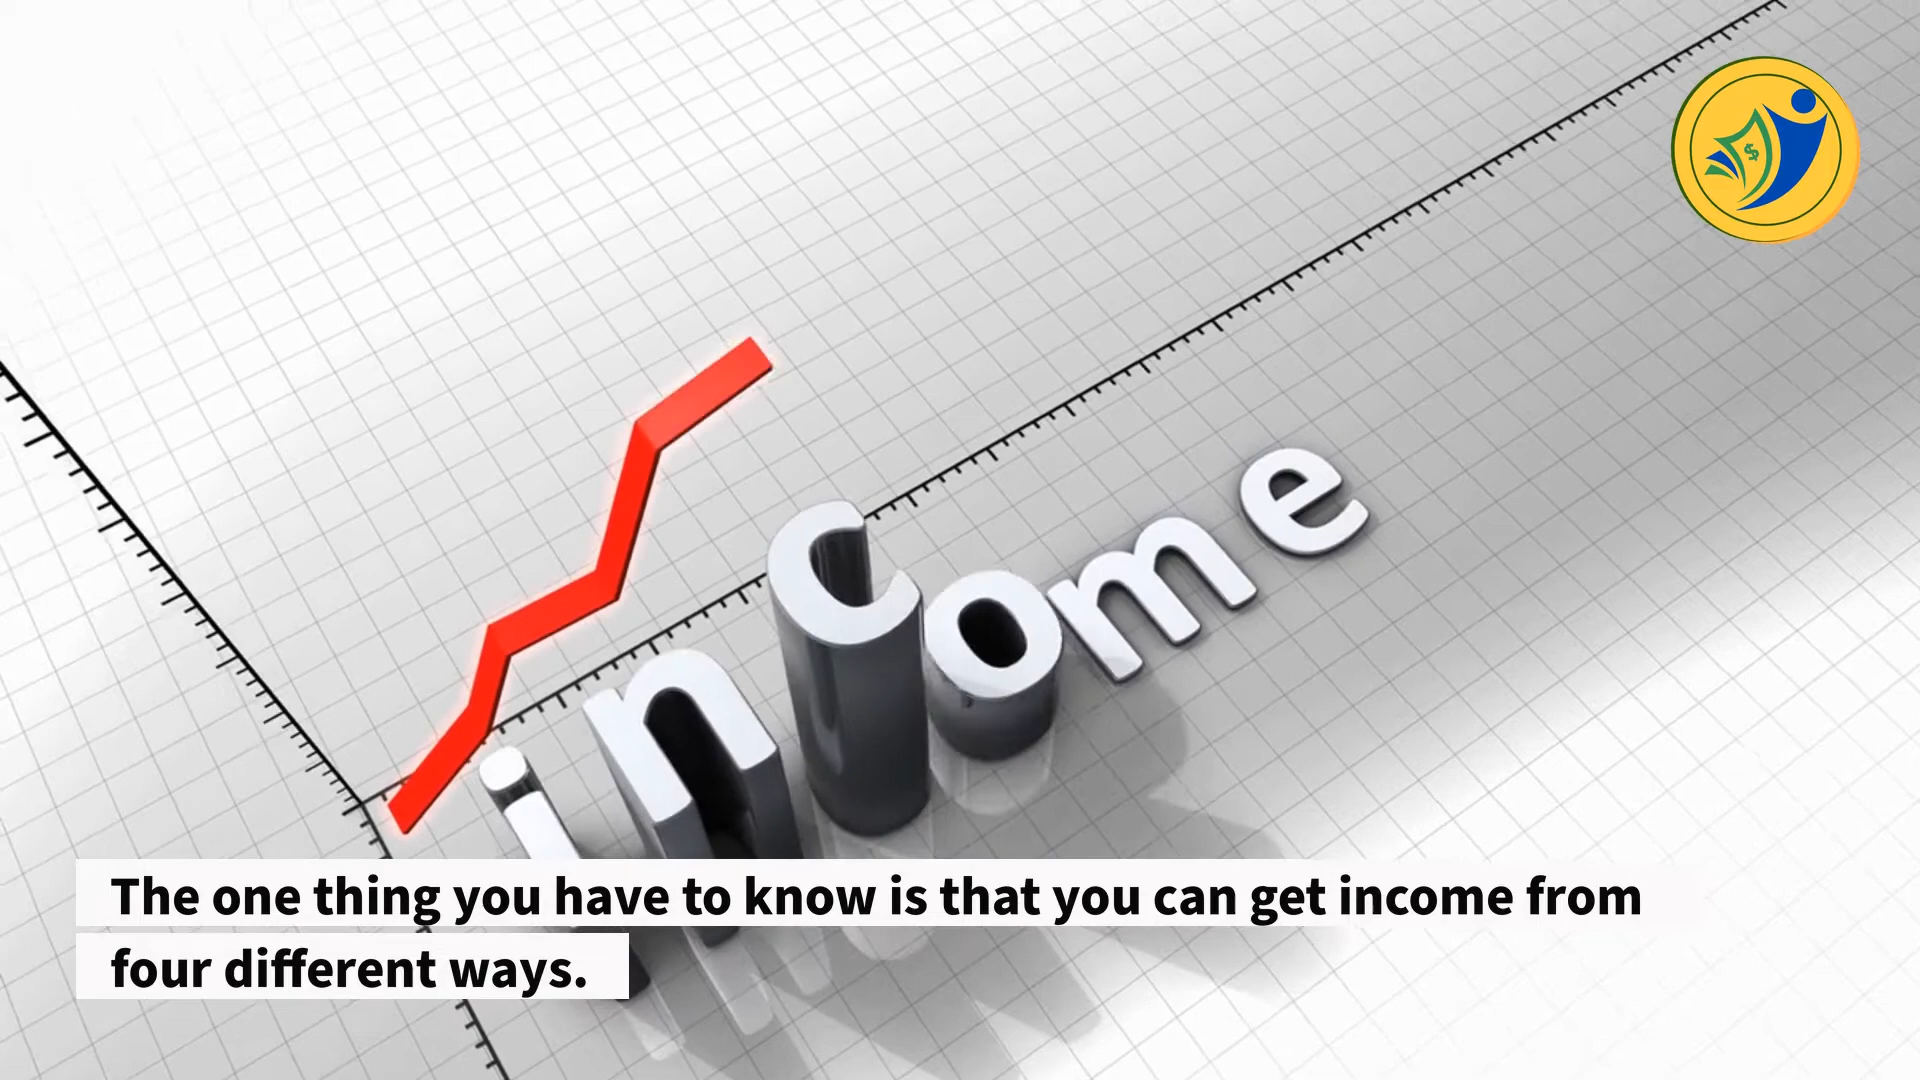 $
income
The one thing you have to know is that you can get income from
four different ways.